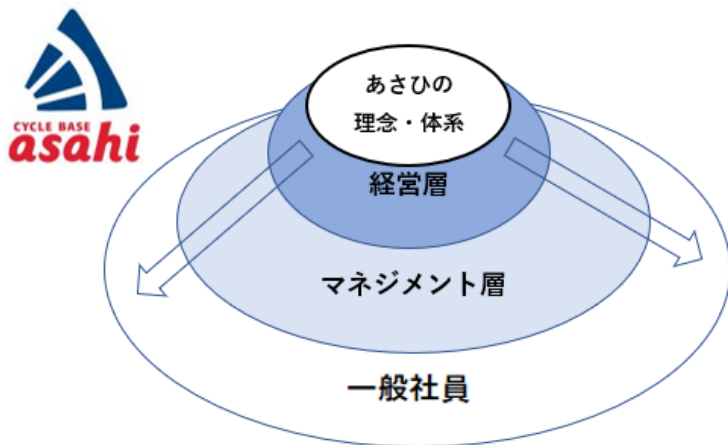 CYCLE BASE
asahi
あさひの
理念・体系
経営層
マネジメント層
一般社員